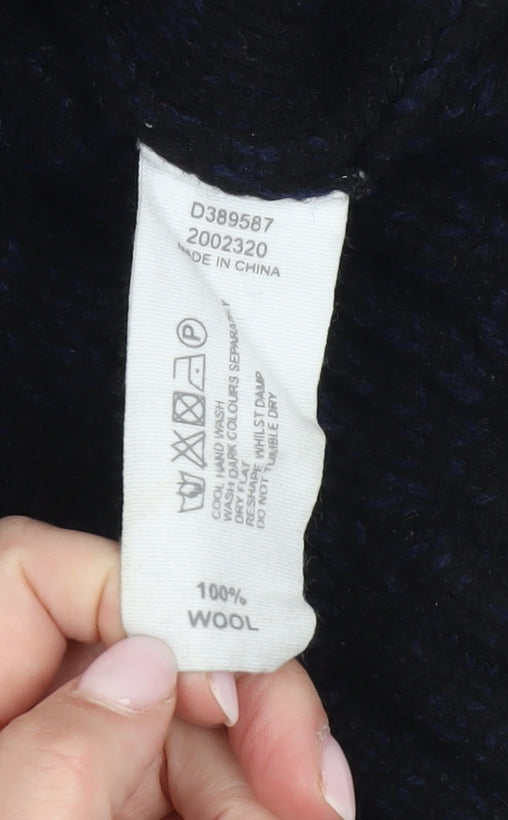 D389587
2002320
MADE IN CHINA
P
COOL HAND WASH
WASH DARK COLOURS SEPARATELY
DRY FLAT
RESHAPE WHILST DAMP
DO NOT TUMBLE DRY
100%
WOOL